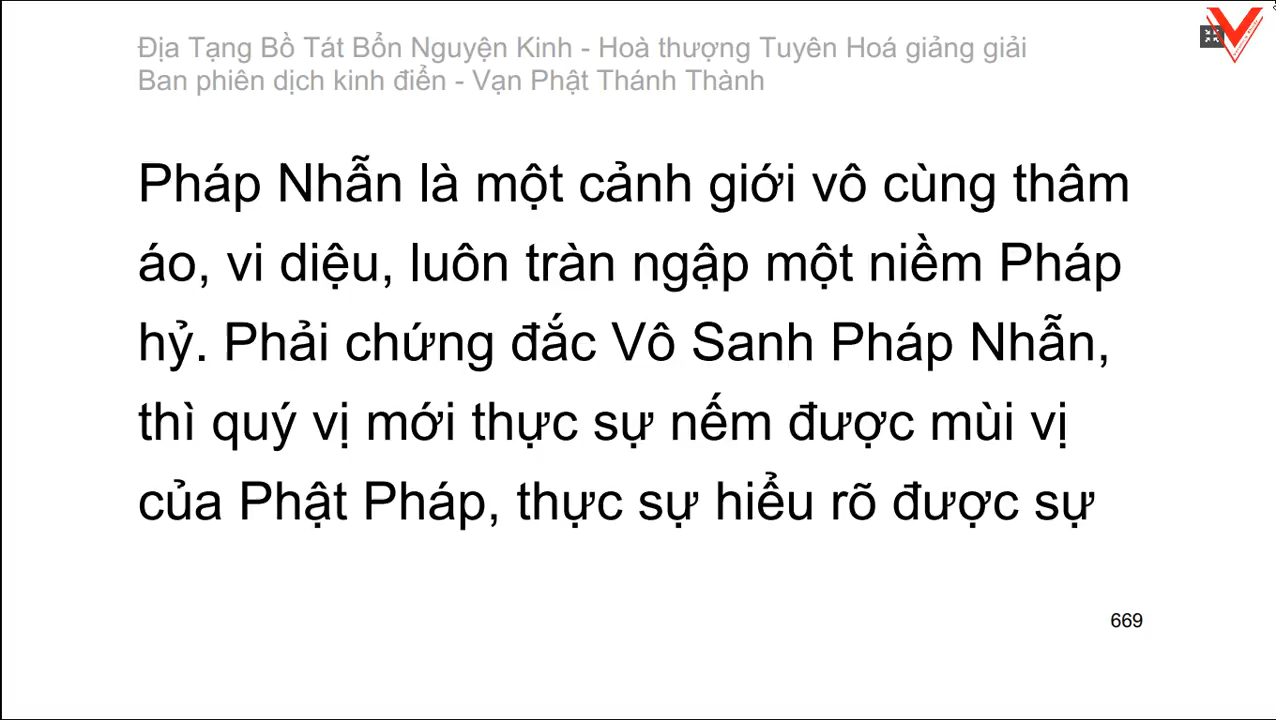 Địa Tạng Bồ Tát Bổn Nguyện Kinh - Hoà thượng Tuyên Hoá giảng giải
Ban phiên dịch kinh điển - Vạn Phật Thánh Thành
Pháp Nhẫn là một cảnh giới vô cùng thâm
áo, vi diệu, luôn tràn ngập một niềm Pháp
hỷ. Phải chứng đắc Vô Sanh Pháp Nhẫn,
thì quý vị mới thực sự nếm được mùi vị
của Phật Pháp, thực sự hiểu rõ được sự
669